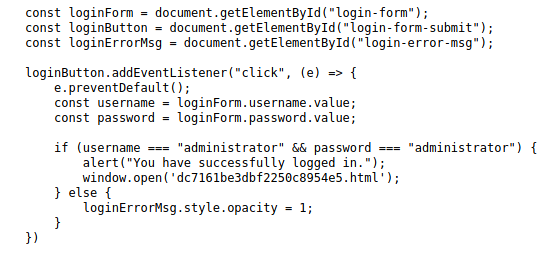 const loginForm = document.getElementById("login-form");
const loginButton = document.getElementById("login-form-submit");
const loginErrorMsg = document.getElementById("login-error-msg");

loginButton.addEventListener("click", (e) => {
    e.preventDefault();
    const username = loginForm.username.value;
    const password = loginForm.password.value;

    if (username === "administrator" && password === "administrator") {
        alert("You have successfully logged in.");
        window.open('dc7161be3dbf2250c8954e5.html');
    } else {
        loginErrorMsg.style.opacity = 1;
    }
})